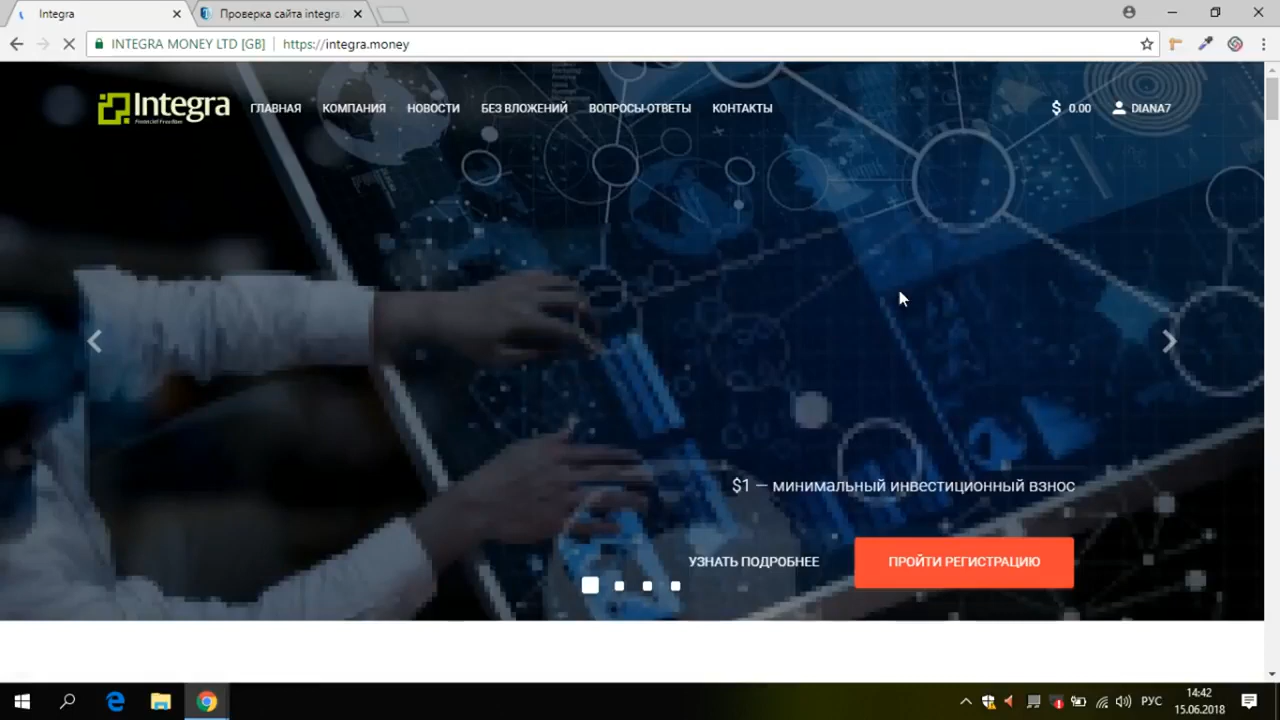 Integra
Проверка сайта integra
INTEGRA MONEY LTD [GB]
https://integra.money
Integra
ГЛАВНАЯ
КОМПАНИЯ
НОВОСТИ
БЕЗ ВЛОЖЕНИЙ
ВОПРОСЫ-ОТВЕТЫ
КОНТАКТЫ
$ 0.00
DIANA7
$1 — минимальный инвестиционный взнос
УЗНАТЬ ПОДРОБНЕЕ
ПРОЙТИ РЕГИСТРАЦИЮ
РУС
14:42
15.06.2018